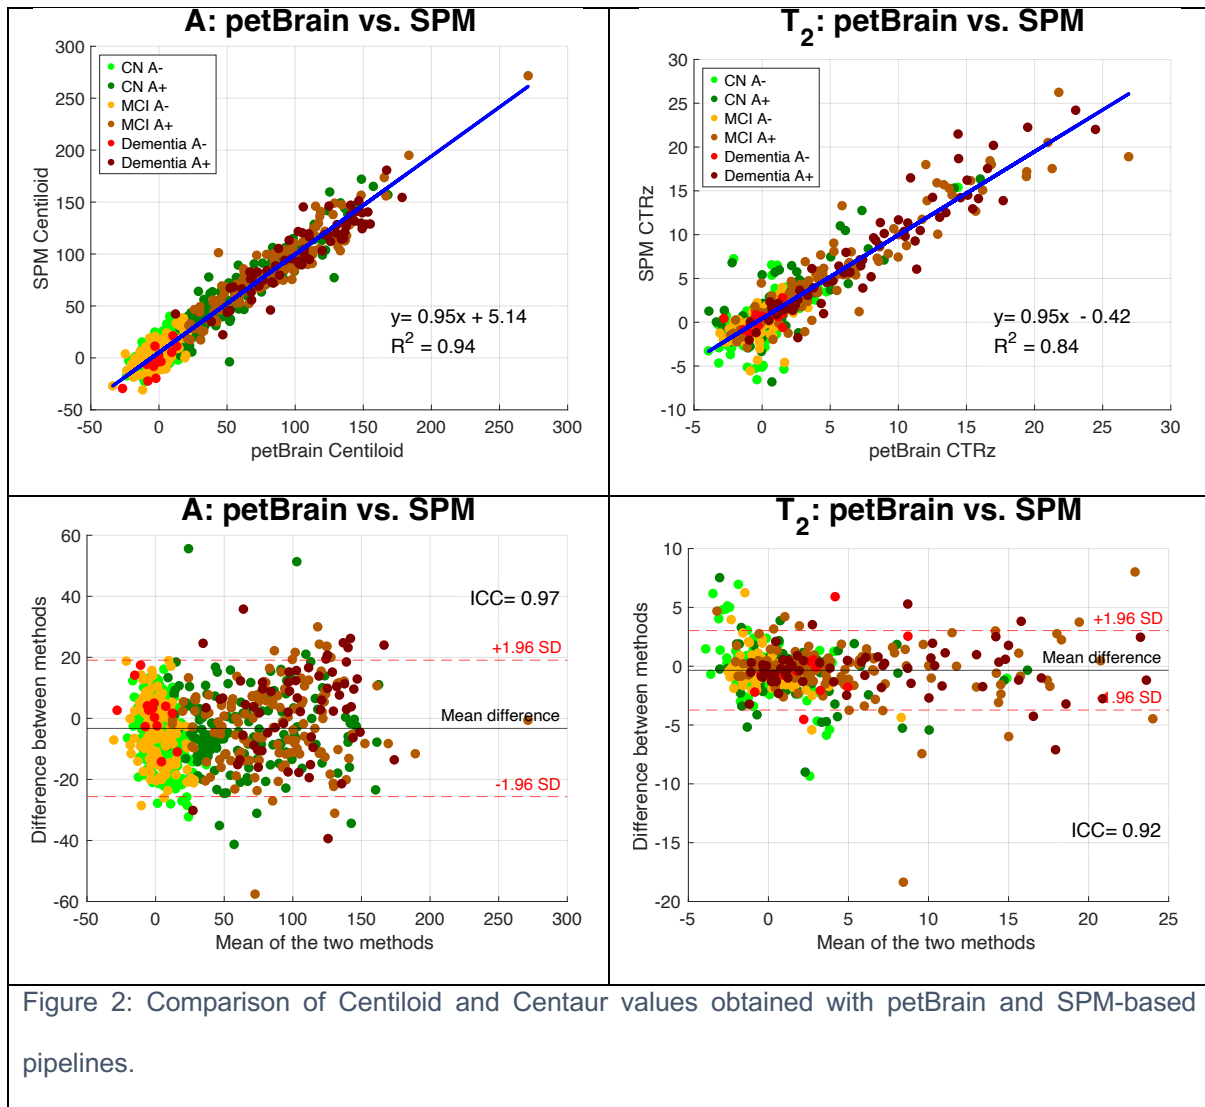 A: petBrain vs. SPM
300
250
200
150
100
50
0
-50
SPM Centiloid
CN A-
CN A+
MCI A-
MCI A+
Dementia A-
Dementia A+
y= 0.95x + 5.14
R² = 0.94
-50 0 50 100 150 200 250 300
petBrain Centiloid
T₂: petBrain vs. SPM
30
25
20
15
10
5
0
-5
-10
SPM CTRz
CN A-
CN A+
MCI A-
MCI A+
Dementia A-
Dementia A+
y= 0.95x - 0.42
R² = 0.84
-5 0 5 10 15 20 25 30
petBrain CTRz
A: petBrain vs. SPM
60
40
20
0
-20
-40
-60
Difference between methods
ICC= 0.97
+1.96 SD
Mean difference
-1.96 SD
-50 0 50 100 150 200 250 300
Mean of the two methods
T₂: petBrain vs. SPM
10
5
0
-5
-10
-15
-20
Difference between methods
+1.96 SD
Mean difference
-1.96 SD
ICC= 0.92
-5 0 5 10 15 20 25
Mean of the two methods
Figure 2: Comparison of Centiloid and Centaur values obtained with petBrain and SPM-based
pipelines.